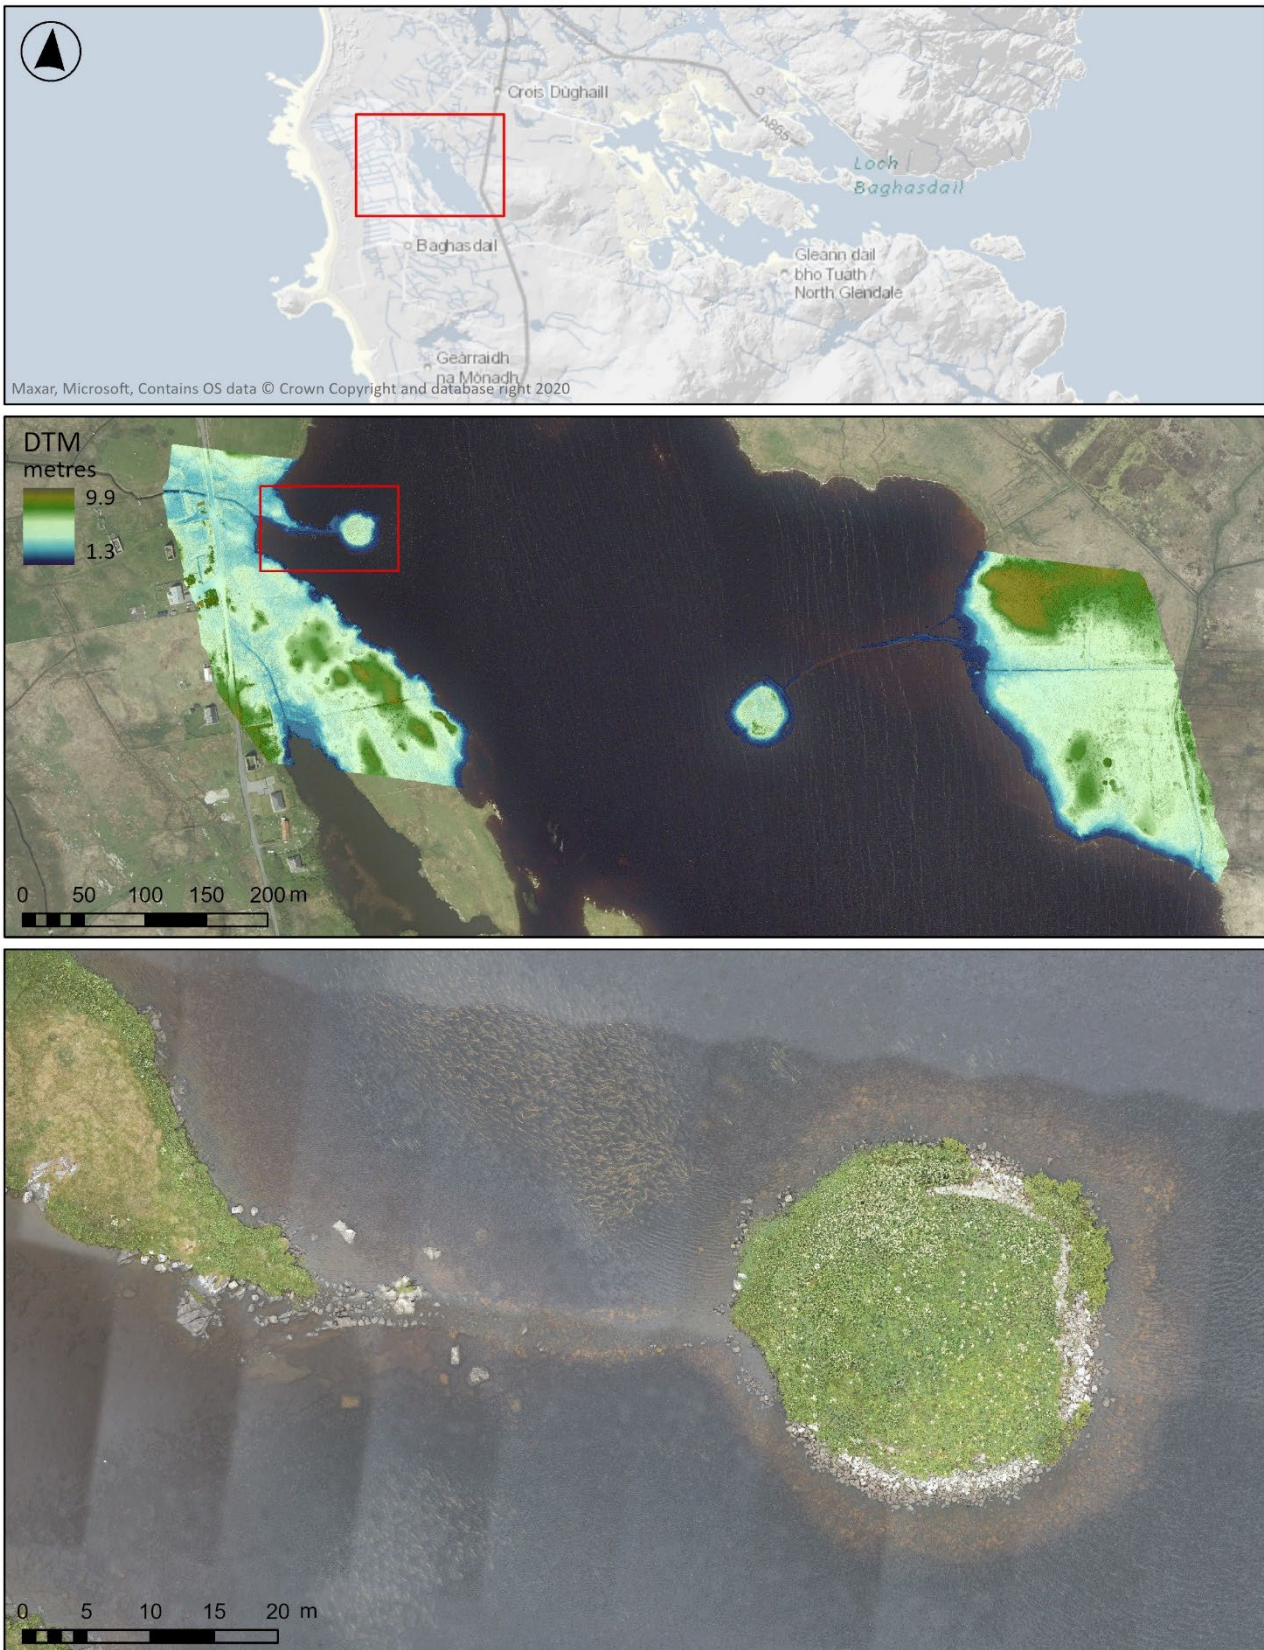 Crois Dùghaill
A865
Loch
Baghasdail
Baghasdail
Gleann dail
bho Tuath /
North Glendale
Gearraidh
na Mònadh
Maxar, Microsoft, Contains OS data © Crown Copyright and database right 2020
DTM
metres
9.9
1.3
0 50 100 150 200 m
0 5 10 15 20 m